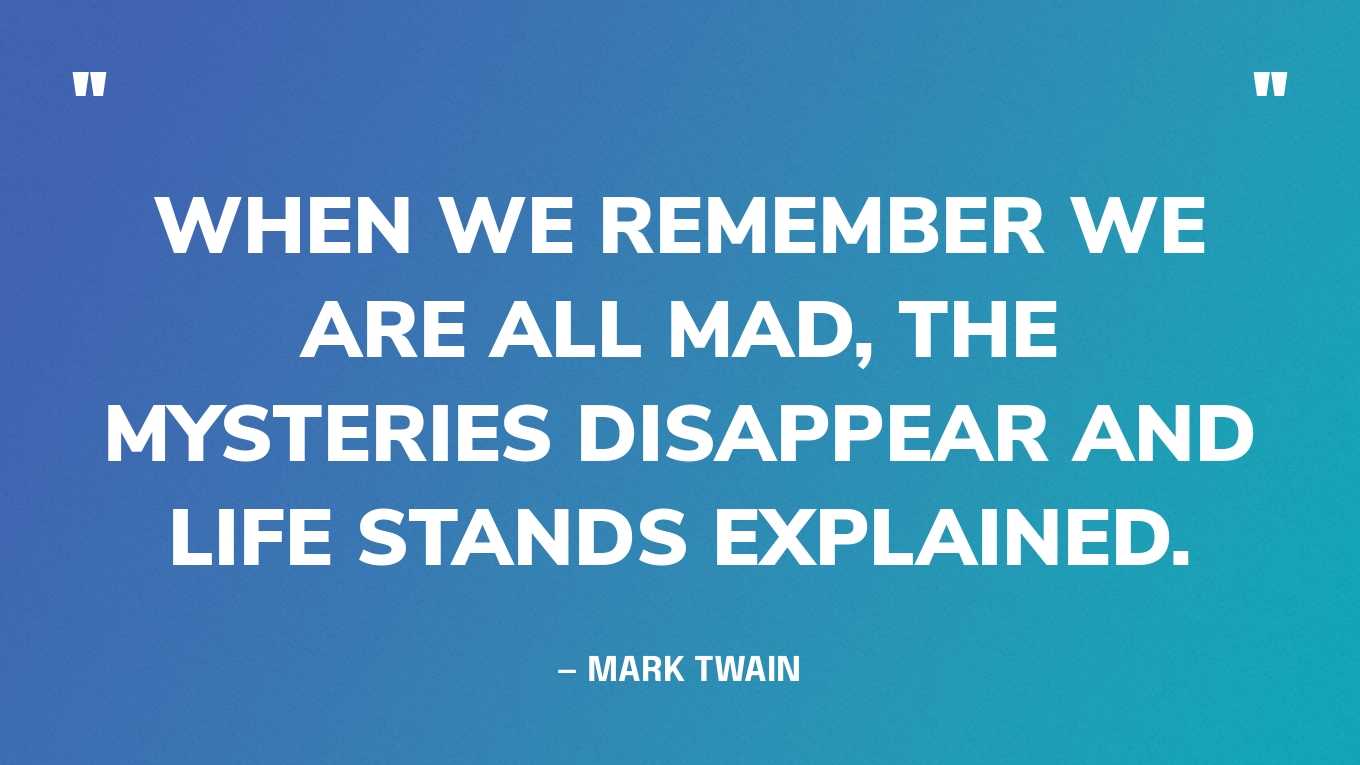 " "
WHEN WE REMEMBER WE
ARE ALL MAD, THE
MYSTERIES DISAPPEAR AND
LIFE STANDS EXPLAINED.
– MARK TWAIN